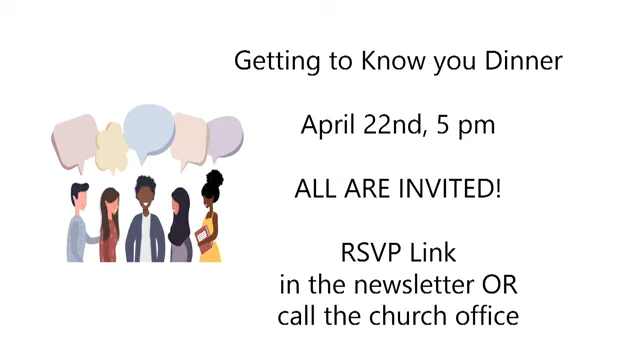 Getting to Know you Dinner
April 22nd, 5 pm
ALL ARE INVITED!
RSVP Link
in the newsletter OR
call the church office